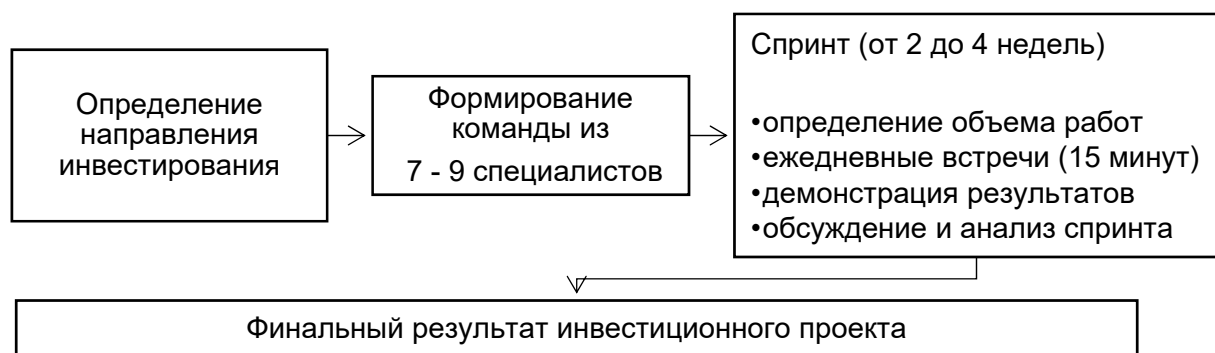 Определение
направления
инвестирования
Формирование
команды из
7 - 9 специалистов
Спринт (от 2 до 4 недель)
•определение объема работ
•ежедневные встречи (15 минут)
•демонстрация результатов
•обсуждение и анализ спринта
Финальный результат инвестиционного проекта